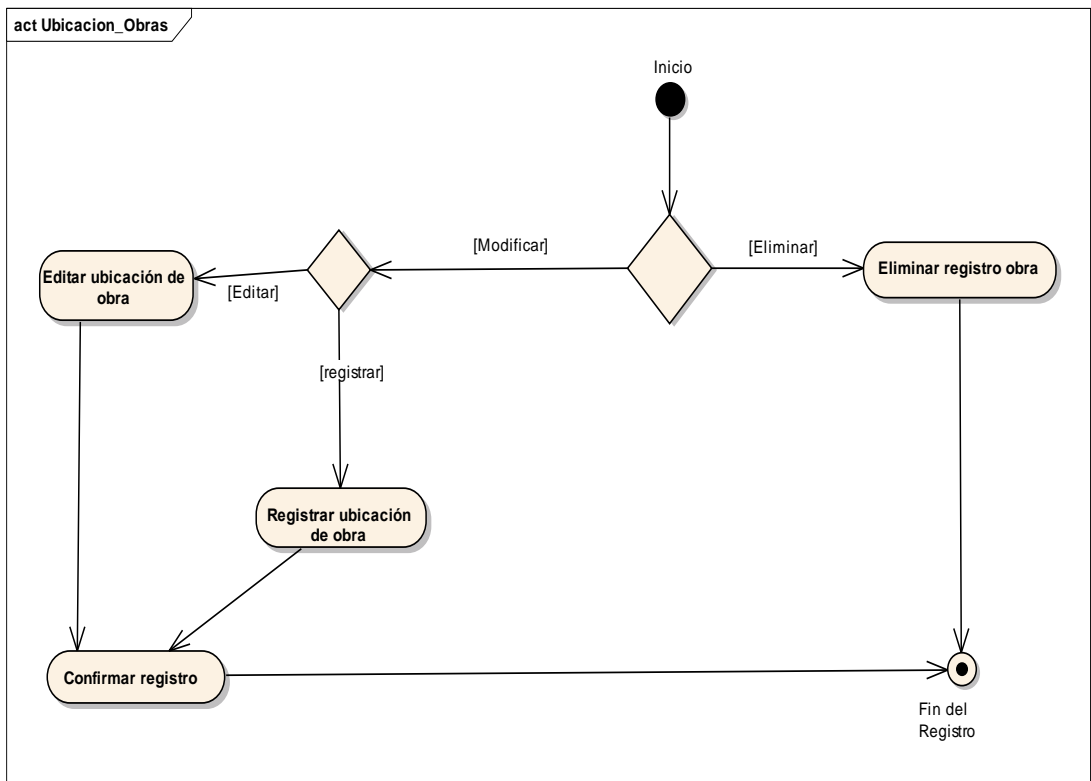 act Ubicacion_Obras
Inicio
[Modificar]
[Eliminar]
Editar ubicación de
obra
[Editar]
Eliminar registro obra
[registrar]
Registrar ubicación
de obra
Confirmar registro
Fin del
Registro